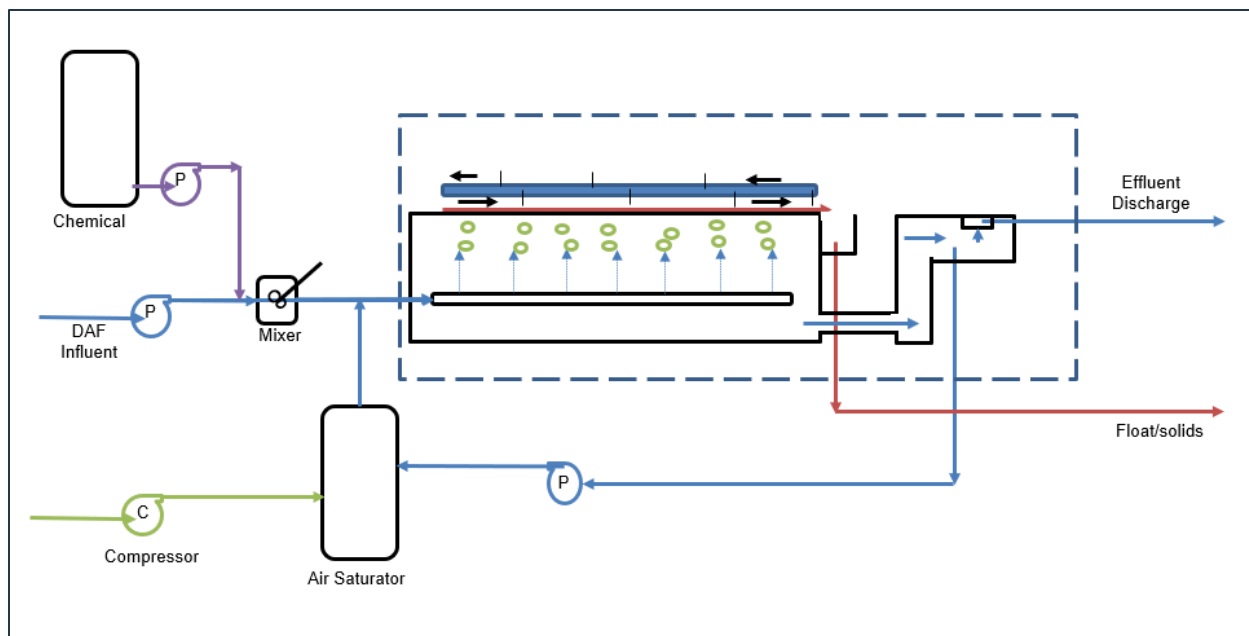 P
Chemical
Effluent
Discharge
P
DAF
Influent
Mixer
Float/solids
P
C
Compressor
Air Saturator